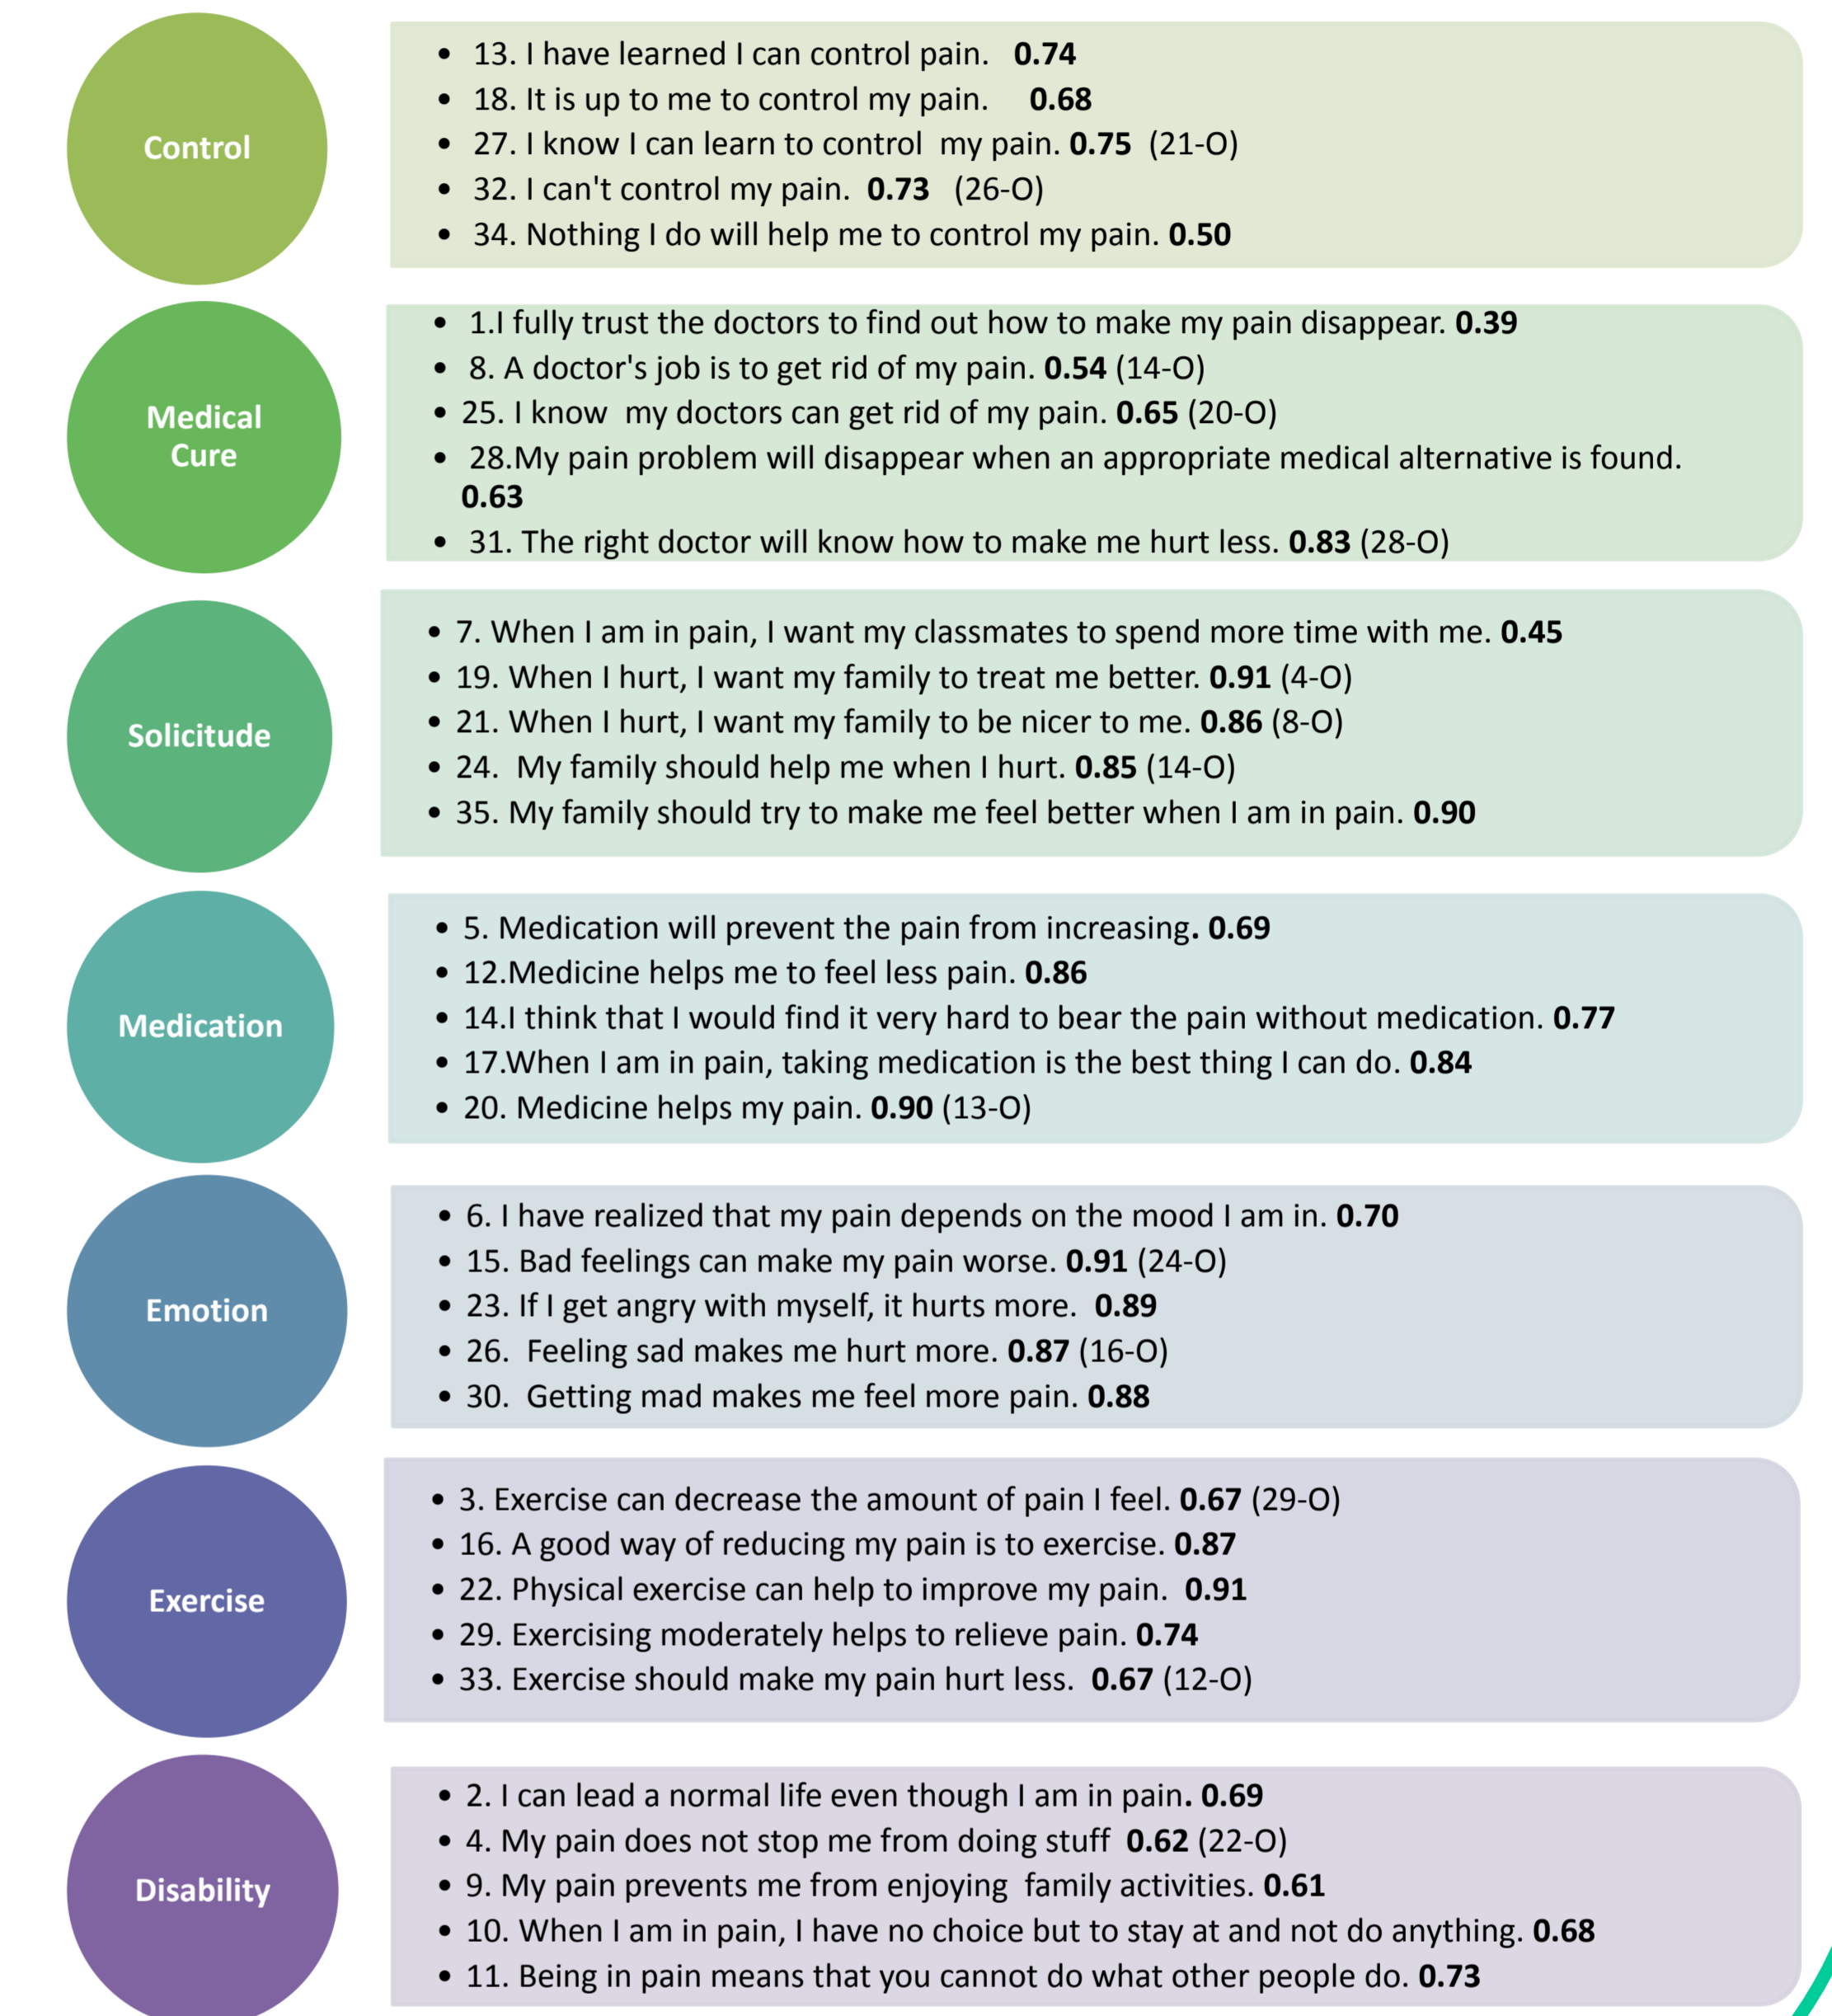 Control
• 13. I have learned I can control pain. 0.74
• 18. It is up to me to control my pain. 0.68
• 27. I know I can learn to control my pain. 0.75 (21-O)
• 32. I can't control my pain. 0.73 (26-O)
• 34. Nothing I do will help me to control my pain. 0.50
Medical
Cure
• 1.I fully trust the doctors to find out how to make my pain disappear. 0.39
• 8. A doctor's job is to get rid of my pain. 0.54 (14-O)
• 25. I know my doctors can get rid of my pain. 0.65 (20-O)
• 28.My pain problem will disappear when an appropriate medical alternative is found.
0.63
• 31. The right doctor will know how to make me hurt less. 0.83 (28-O)
Solicitude
• 7. When I am in pain, I want my classmates to spend more time with me. 0.45
• 19. When I hurt, I want my family to treat me better. 0.91 (4-O)
• 21. When I hurt, I want my family to be nicer to me. 0.86 (8-O)
• 24. My family should help me when I hurt. 0.85 (14-O)
• 35. My family should try to make me feel better when I am in pain. 0.90
Medication
• 5. Medication will prevent the pain from increasing. 0.69
• 12.Medicine helps me to feel less pain. 0.86
• 14.I think that I would find it very hard to bear the pain without medication. 0.77
• 17.When I am in pain, taking medication is the best thing I can do. 0.84
• 20. Medicine helps my pain. 0.90 (13-O)
Emotion
• 6. I have realized that my pain depends on the mood I am in. 0.70
• 15. Bad feelings can make my pain worse. 0.91 (24-O)
• 23. If I get angry with myself, it hurts more. 0.89
• 26. Feeling sad makes me hurt more. 0.87 (16-O)
• 30. Getting mad makes me feel more pain. 0.88
Exercise
• 3. Exercise can decrease the amount of pain I feel. 0.67 (29-O)
• 16. A good way of reducing my pain is to exercise. 0.87
• 22. Physical exercise can help to improve my pain. 0.91
• 29. Exercising moderately helps to relieve pain. 0.74
• 33. Exercise should make my pain hurt less. 0.67 (12-O)
Disability
• 2. I can lead a normal life even though I am in pain. 0.69
• 4. My pain does not stop me from doing stuff 0.62 (22-O)
• 9. My pain prevents me from enjoying family activities. 0.61
• 10. When I am in pain, I have no choice but to stay at and not do anything. 0.68
• 11. Being in pain means that you cannot do what other people do. 0.73